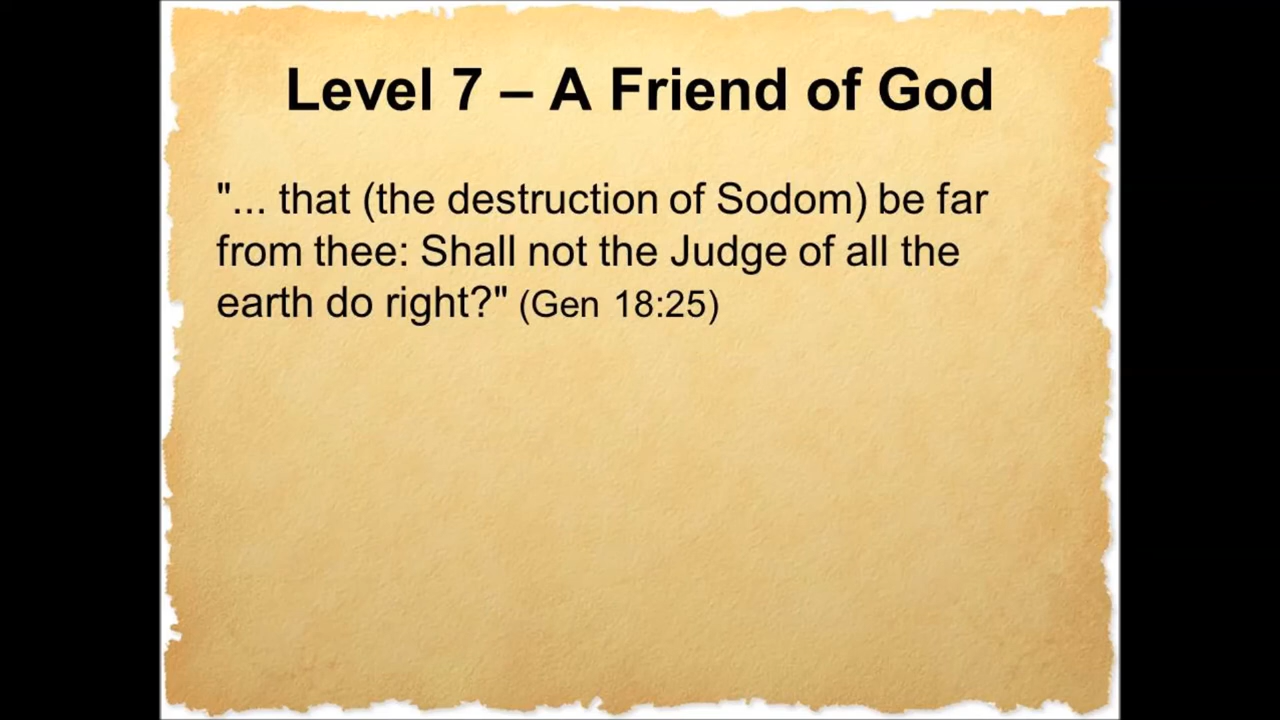 Level 7 – A Friend of God
"... that (the destruction of Sodom) be far
from thee: Shall not the Judge of all the
earth do right?" (Gen 18:25)